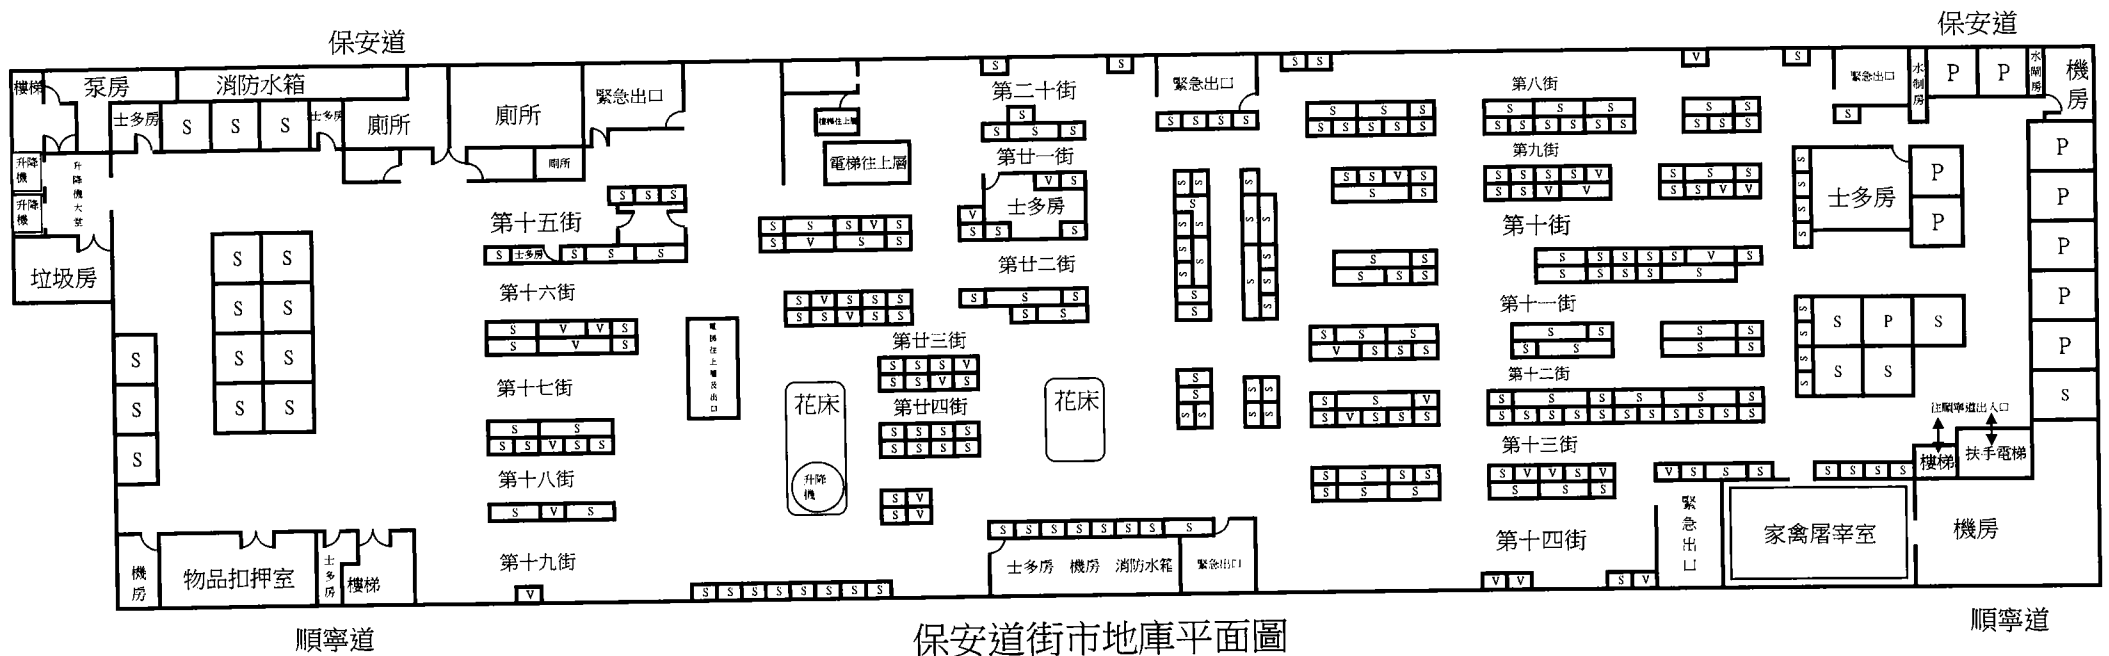 保安道
保安道
樓梯
泵房
消防水箱
士多房
S
S
S
士多房
廁所
廁所
廁所
緊急出口
樓梯往上層
電梯往上層
第二十街
S
S
S
S S S
緊急出口
S S S S
S S
第八街
V
S
緊急出口
S
水制房
P
P
水閘房
機房
升降機
升降機
升降機大堂
垃圾房
第十五街
S S S
S
士多房
S S S
第十六街
S V V S
S V S
第十七街
S S
S S V S S
第十八街
S V S
第十九街
V
S S
S S
S S
S S
S
S
S
機房
物品扣押室
士多房
樓梯
電梯往上層及出口
S S S V S
S V S S
S V S S S
S S V S S
花床
升降機
第廿一街
V S
士多房
V
S S
S
第廿二街
S S S
S S
第廿三街
S S S V
S S V S
第廿四街
S S S S
S S S S
S V
S V
花床
S S S S S S S S
S S S S S S S S
士多房
機房
消防水箱
緊急出口
S S S
S S S S S
S S V S
S S
S S
S S S
S S S S
V S S S
S S V
S V S S S
S S S S
S S S
S S S
S S S S S S
S S
S S S
第九街
S S S S V
S S V V
S S S
S S V V
第十街
S S S S S V S
S S S S S
第十一街
S S
S S
S S
S S
第十二街
S S S S S S
S S S S S S S S S S S
第十三街
S V V S V
S V S S
第十四街
V V
S V
V S S S
S S S S
緊急出口
家禽屠宰室
機房
士多房
P
P
S P S
S S
P
P
P
P
P
S
往順寧道出入口
樓梯
扶手電梯
順寧道
保安道街市地庫平面圖
順寧道